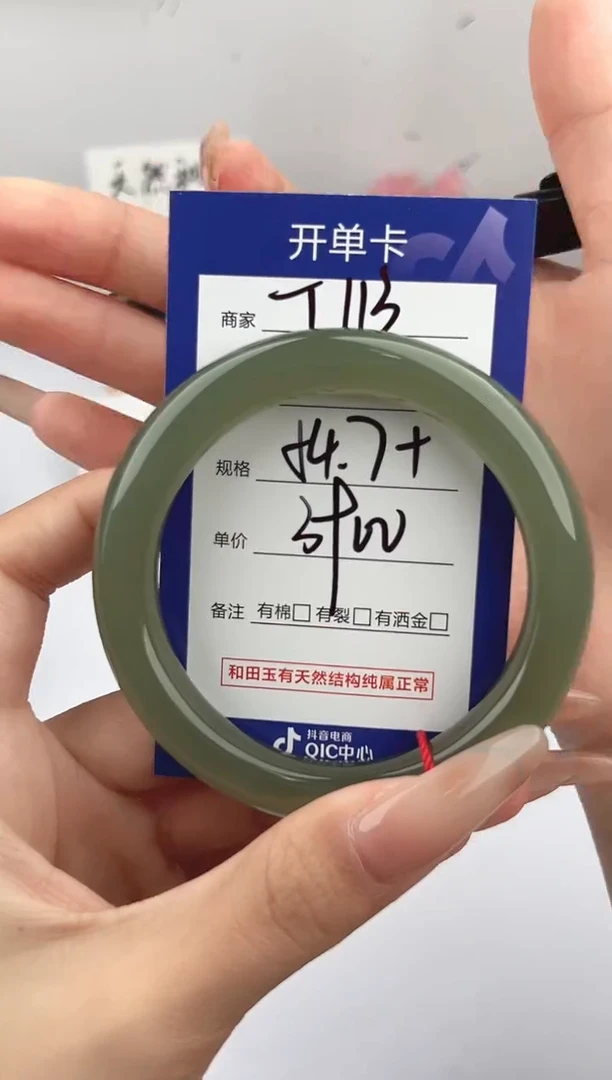 天然
开单卡
商家 T113
规格 54.7+
单价
备注 有棉□ 有裂□ 有洒金□
和田玉有天然结构纯属正常
抖音电商
QIC中心